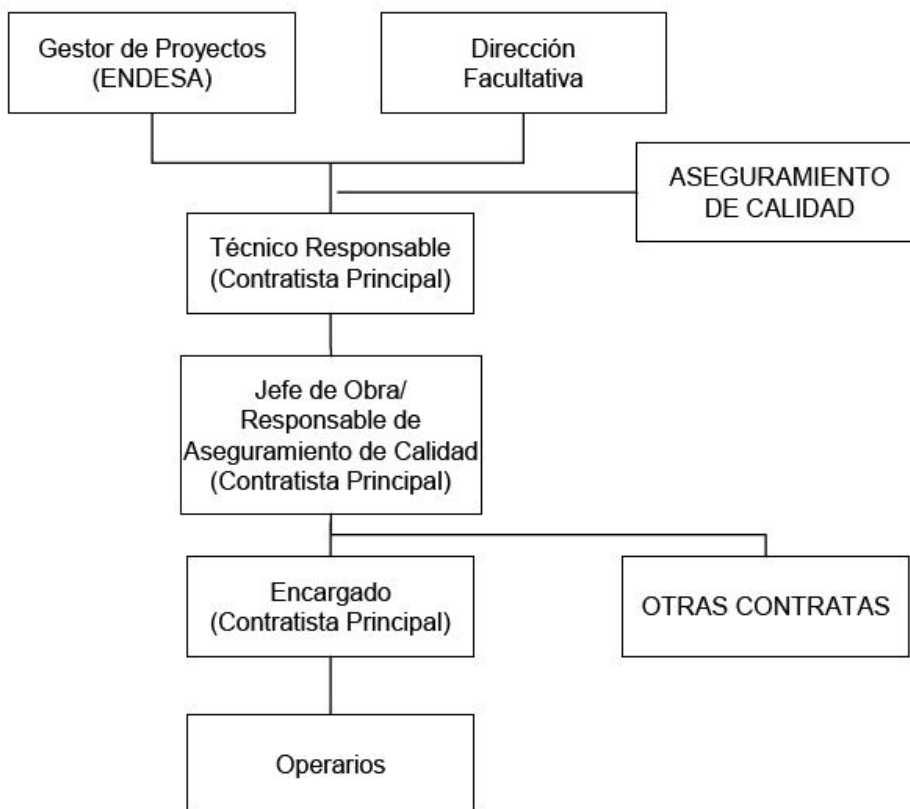 Gestor de Proyectos
(ENDESA)
Dirección
Facultativa
ASEGURAMIENTO
DE CALIDAD
Técnico Responsable
(Contratista Principal)
Jefe de Obra/
Responsable de
Aseguramiento de Calidad
(Contratista Principal)
Encargado
(Contratista Principal)
OTRAS CONTRATAS
Operarios